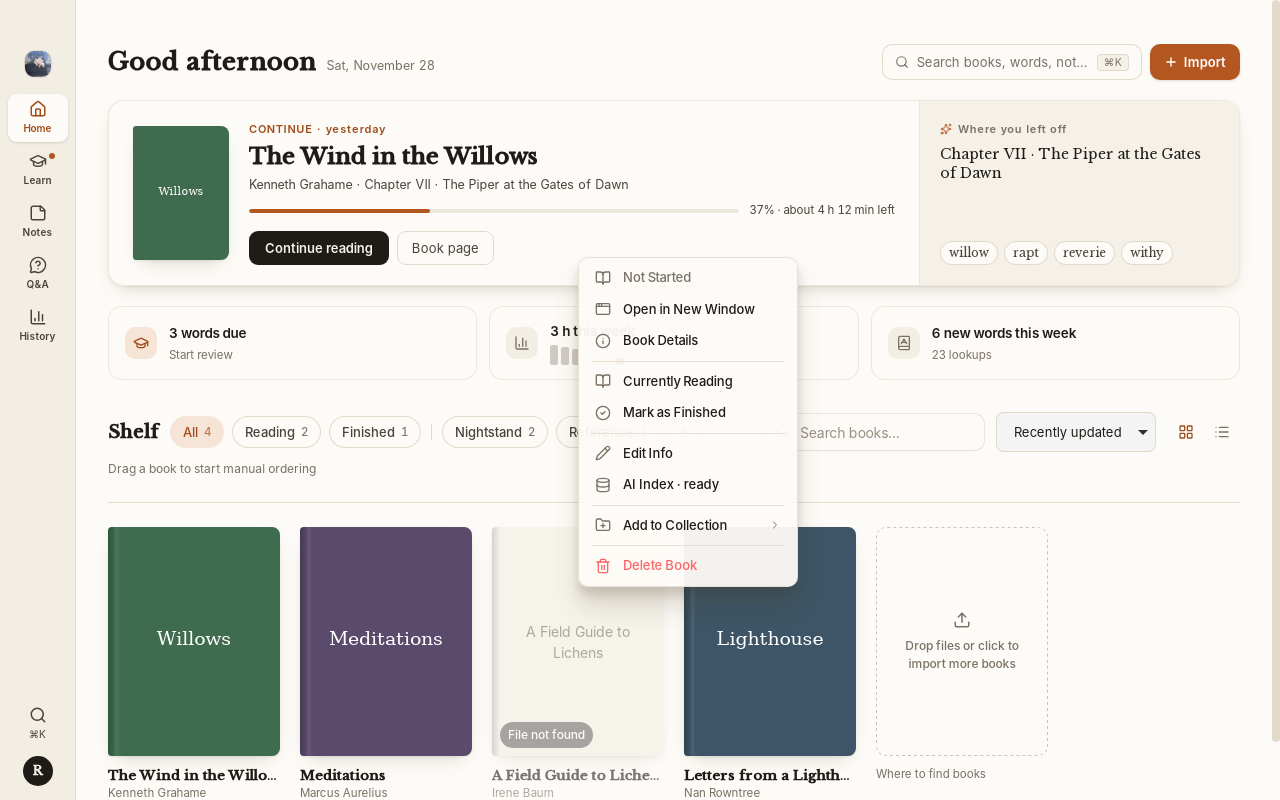 Home
Learn
Notes
Q&A
History
⌘K
R
Good afternoon
Sat, November 28
Search books, words, not...
⌘K
Import
CONTINUE · yesterday
The Wind in the Willows
Kenneth Grahame · Chapter VII · The Piper at the Gates of Dawn
37% · about 4 h 12 min left
Continue reading
Book page
Willows
Where you left off
Chapter VII · The Piper at the Gates
of Dawn
willow
rapt
reverie
withy
3 words due
Start review
3 h this week
6 new words this week
23 lookups
Not Started
Open in New Window
Book Details
Currently Reading
Mark as Finished
Edit Info
AI Index · ready
Add to Collection
Delete Book
Shelf
All 4
Reading 2
Finished 1
Nightstand 2
Reference 1
Search books...
Recently updated
Drag a book to start manual ordering
Willows
Meditations
A Field Guide to
Lichens
File not found
Lighthouse
Drop files or click to
import more books
The Wind in the Willo...
Kenneth Grahame
Meditations
Marcus Aurelius
A Field Guide to Liche...
Irene Baum
Letters from a Lighth...
Nan Rowntree
Where to find books